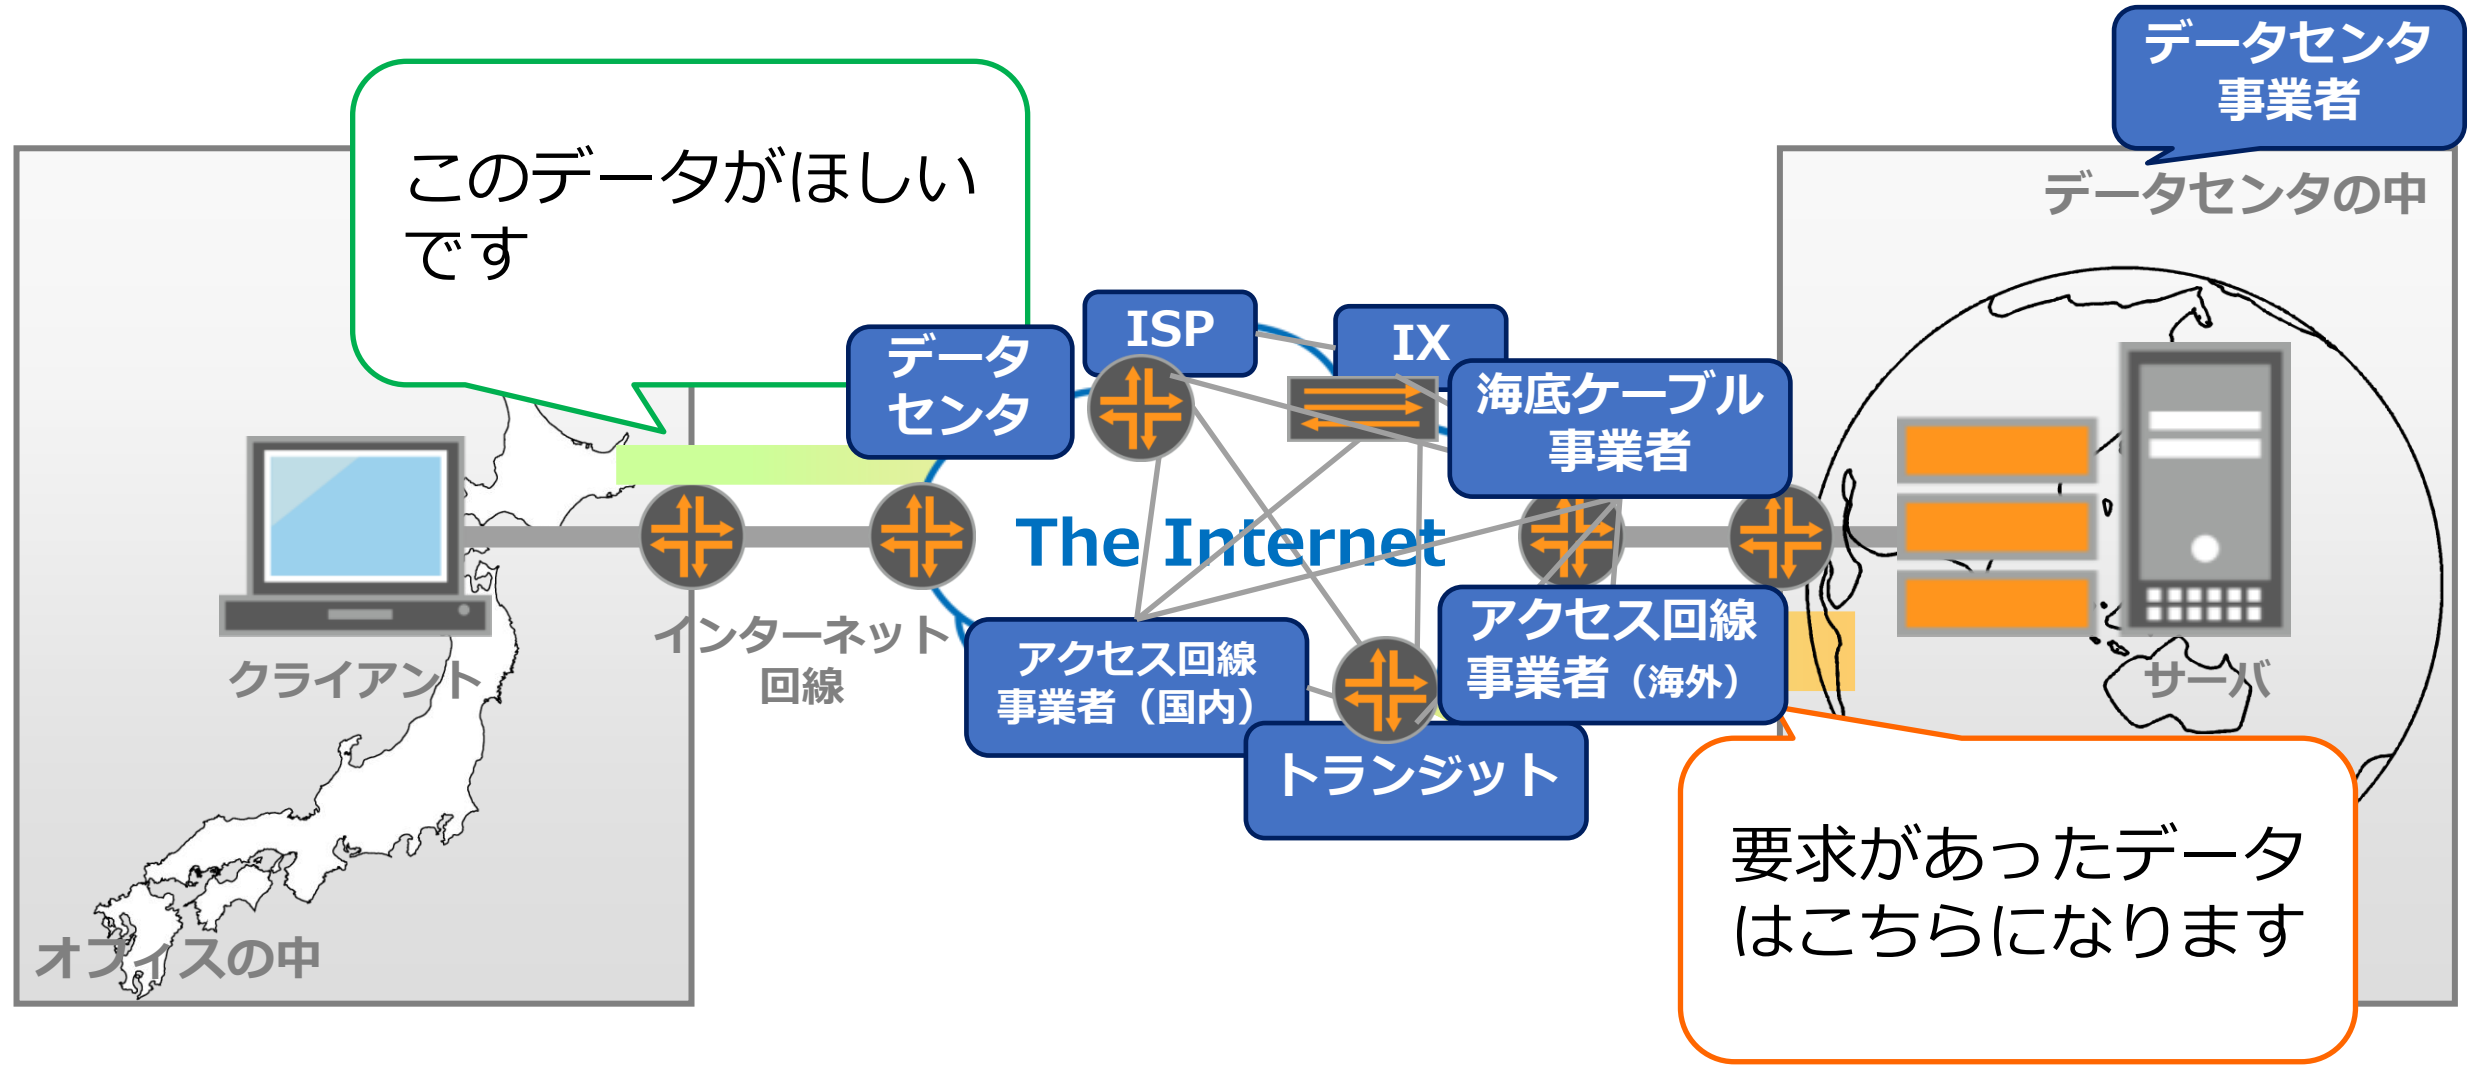 データセンタ
事業者
このデータがほしい
です
データセンタの中
ISP
IX
データ
センタ
海底ケーブル
事業者
The Internet
インターネット
回線
クライアント
アクセス回線
事業者（国内）
アクセス回線
事業者（海外）
サーバ
トランジット
要求があったデータ
はこちらになります
オフィスの中